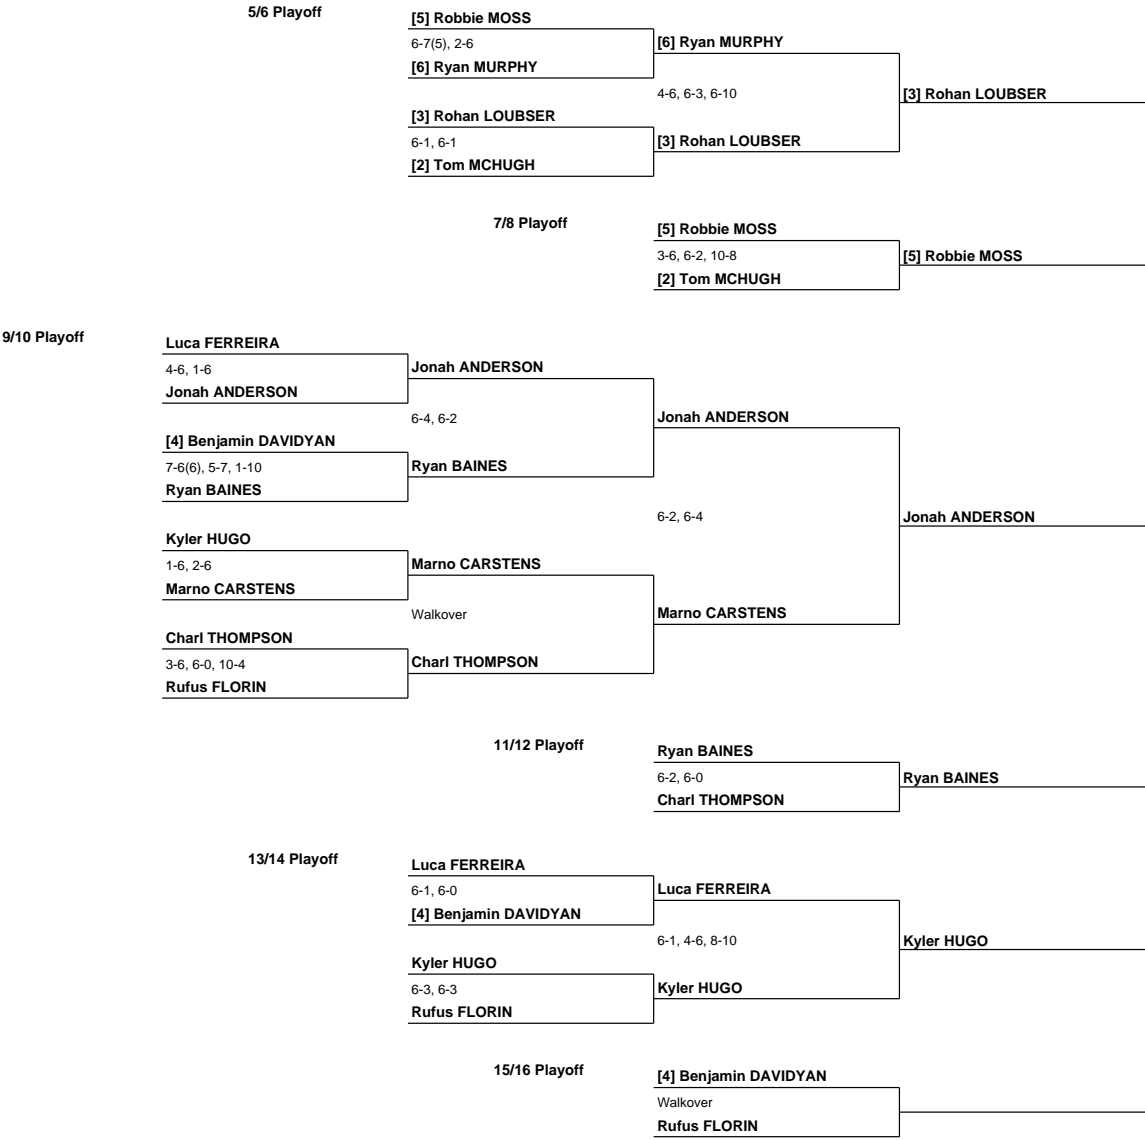 5/6 Playoff
[5] Robbie MOSS
6-7(5), 2-6
[6] Ryan MURPHY
[6] Ryan MURPHY
4-6, 6-3, 6-10
[3] Rohan LOUBSER
[3] Rohan LOUBSER
6-1, 6-1
[3] Rohan LOUBSER
[2] Tom MCHUGH
7/8 Playoff
[5] Robbie MOSS
3-6, 6-2, 10-8
[5] Robbie MOSS
[2] Tom MCHUGH
9/10 Playoff
Luca FERREIRA
4-6, 1-6
Jonah ANDERSON
Jonah ANDERSON
6-4, 6-2
Jonah ANDERSON
[4] Benjamin DAVIDYAN
7-6(6), 5-7, 1-10
Ryan BAINES
Ryan BAINES
6-2, 6-4
Jonah ANDERSON
Kyler HUGO
1-6, 2-6
Marno CARSTENS
Marno CARSTENS
Walkover
Marno CARSTENS
Charl THOMPSON
3-6, 6-0, 10-4
Charl THOMPSON
Rufus FLORIN
11/12 Playoff
Ryan BAINES
6-2, 6-0
Ryan BAINES
Charl THOMPSON
13/14 Playoff
Luca FERREIRA
6-1, 6-0
Luca FERREIRA
[4] Benjamin DAVIDYAN
6-1, 4-6, 8-10
Kyler HUGO
Kyler HUGO
6-3, 6-3
Kyler HUGO
Rufus FLORIN
15/16 Playoff
[4] Benjamin DAVIDYAN
Walkover
Rufus FLORIN